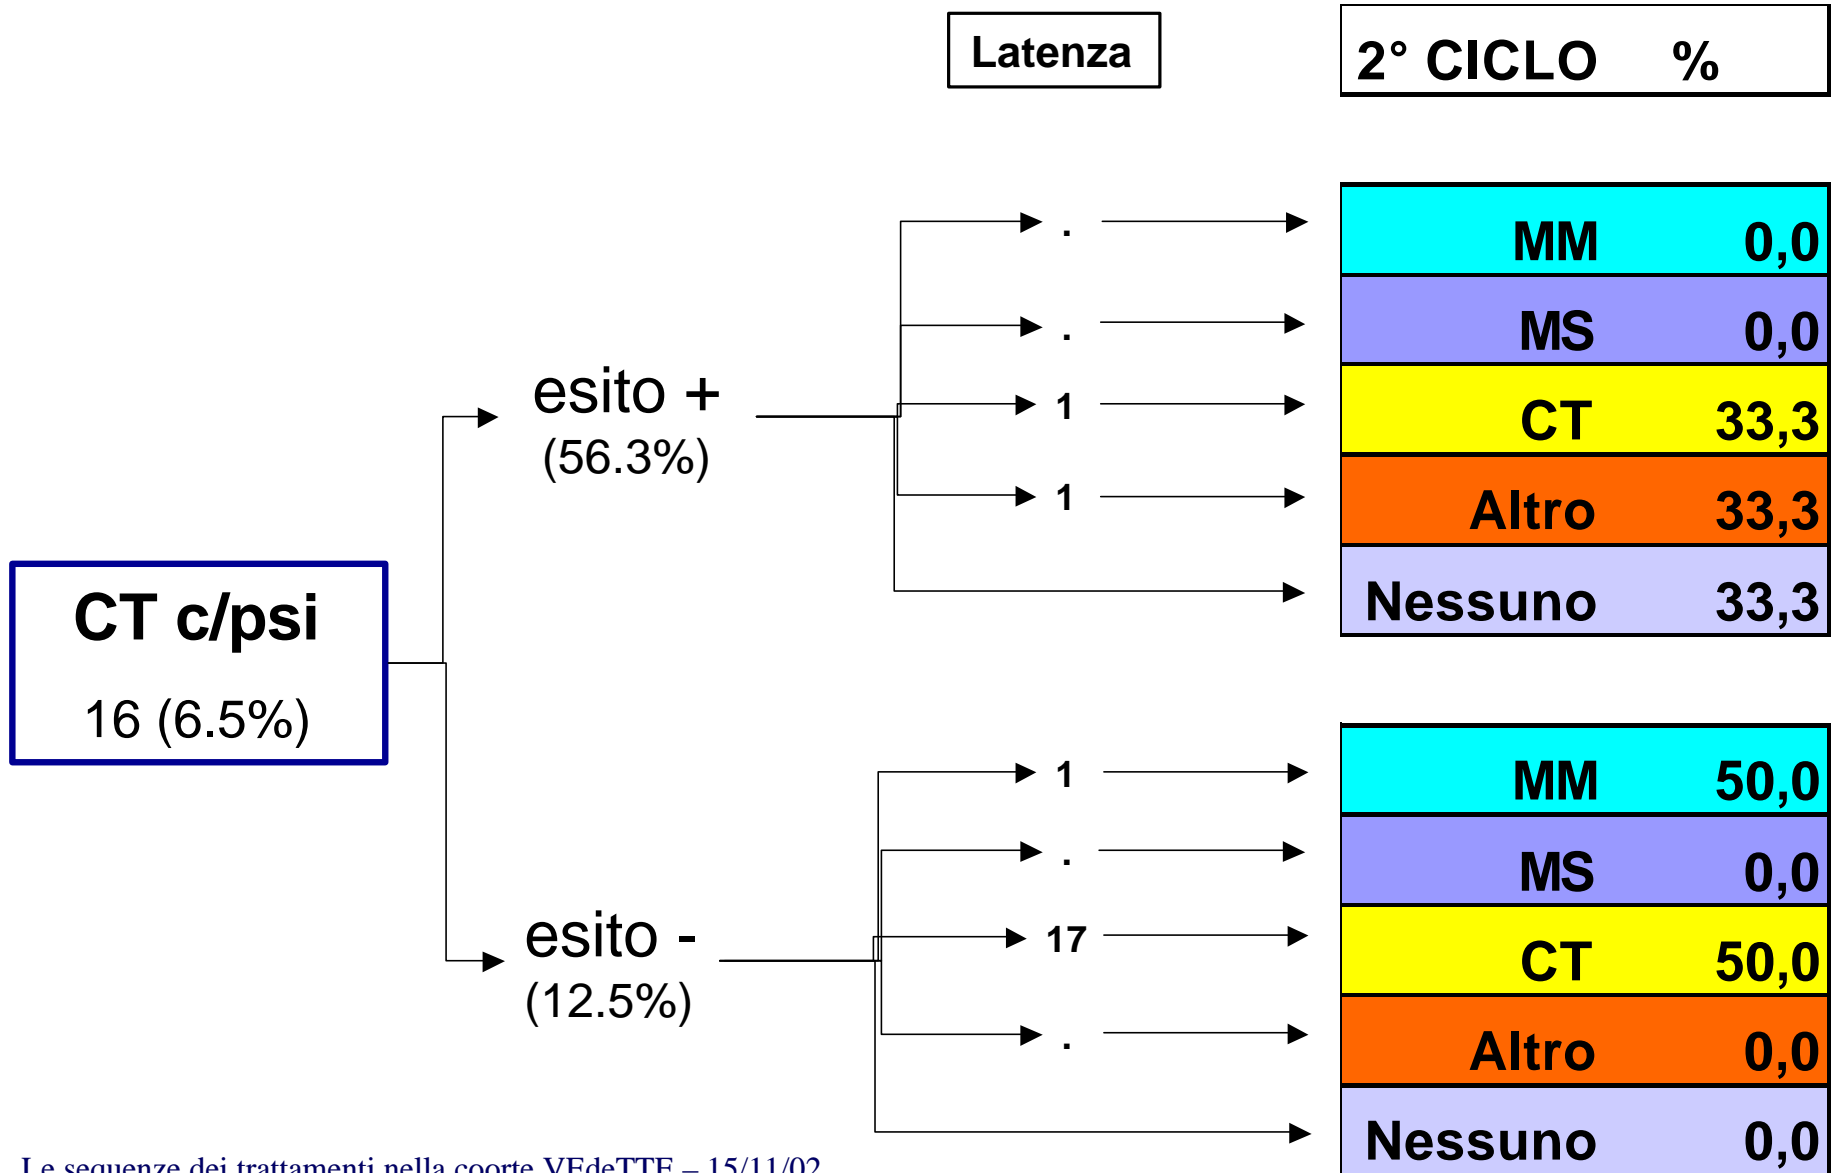 Latenza
2° CICLO %
. MM 0,0
. MS 0,0
esito +
(56.3%)
1 CT 33,3
1 Altro 33,3
Nessuno 33,3
CT c/psi
16 (6.5%)
1 MM 50,0
. MS 0,0
esito -
(12.5%)
17 CT 50,0
. Altro 0,0
Nessuno 0,0
Le sequenze dei trattamenti nella coorte VEdeTTE – 15/11/02